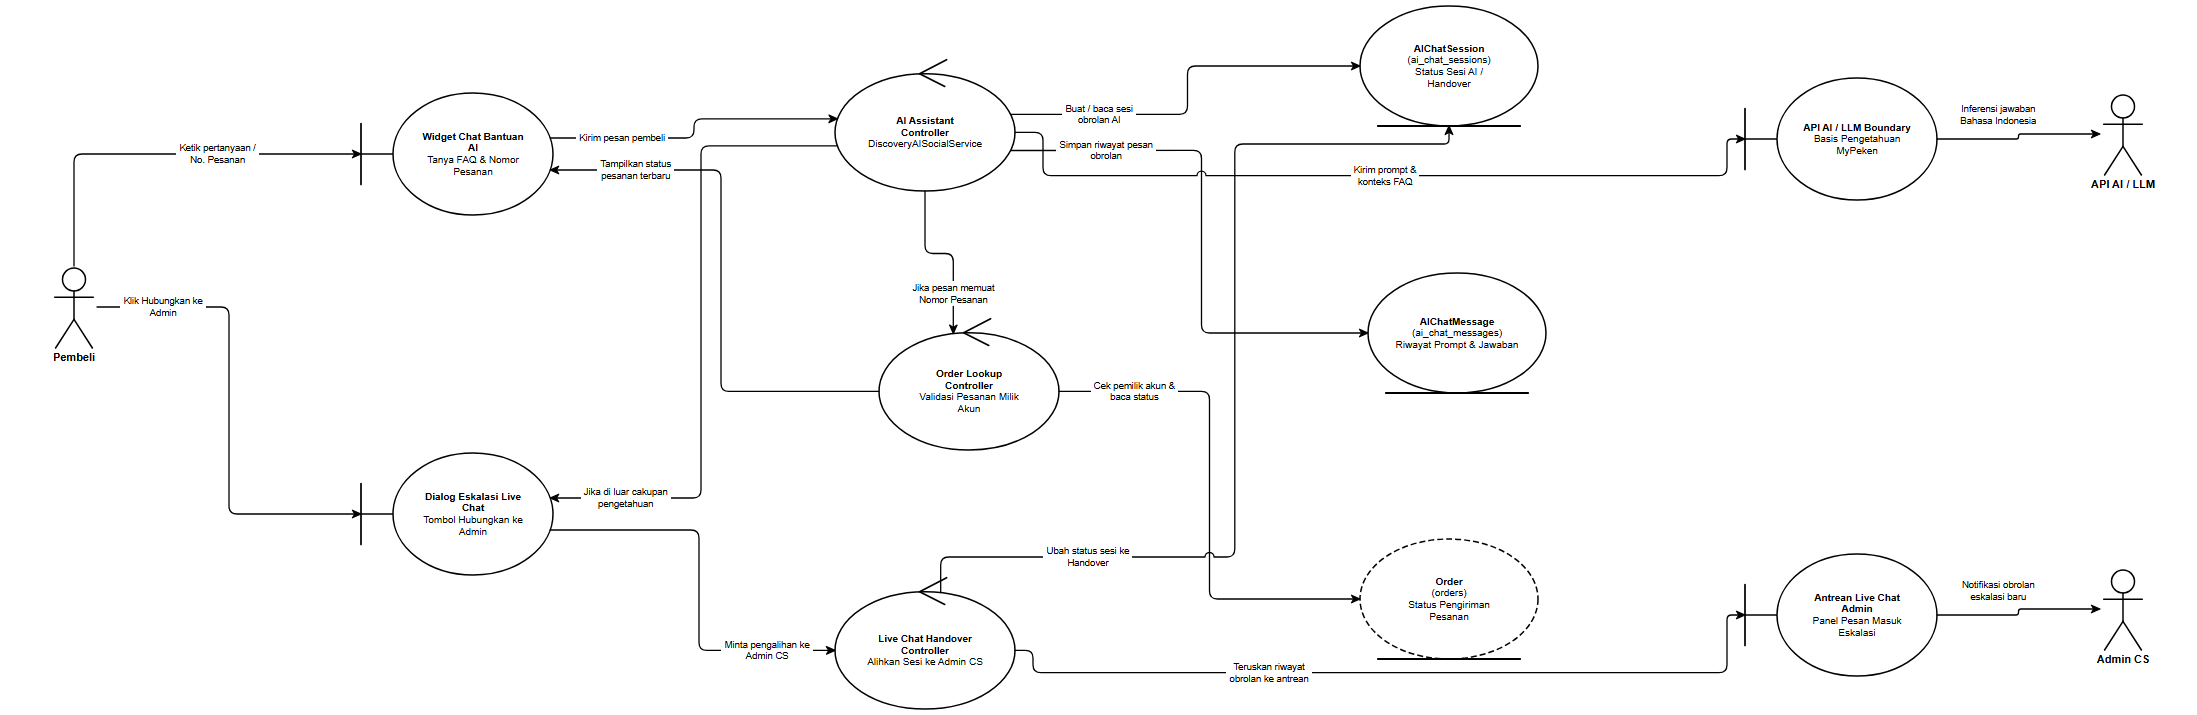 AIChatSession
(ai_chat_sessions)
Status Sesi AI /
Handover
Widget Chat Bantuan
AI
Tanya FAQ & Nomor
Pesanan
Ketik pertanyaan /
No. Pesanan
Kirim pesan pembeli
Tampilkan status
pesanan terbaru
AI Assistant
Controller
DiscoveryAISocialService
Buat / baca sesi
obrolan AI
Simpan riwayat pesan
obrolan
Kirim prompt &
konteks FAQ
API AI / LLM Boundary
Basis Pengetahuan
MyPeken
Inferensi jawaban
Bahasa Indonesia
API AI / LLM
Pembeli
Klik Hubungkan ke
Admin
Jika pesan memuat
Nomor Pesanan
AIChatMessage
(ai_chat_messages)
Riwayat Prompt & Jawaban
Order Lookup
Controller
Validasi Pesanan Milik
Akun
Cek pemilik akun &
baca status
Dialog Eskalasi Live
Chat
Tombol Hubungkan ke
Admin
Jika di luar cakupan
pengetahuan
Ubah status sesi ke
Handover
Order
(orders)
Status Pengiriman
Pesanan
Minta pengalihan ke
Admin CS
Live Chat Handover
Controller
Alihkan Sesi ke Admin CS
Teruskan riwayat
obrolan ke antrean
Antrean Live Chat
Admin
Panel Pesan Masuk
Eskalasi
Notifikasi obrolan
eskalasi baru
Admin CS